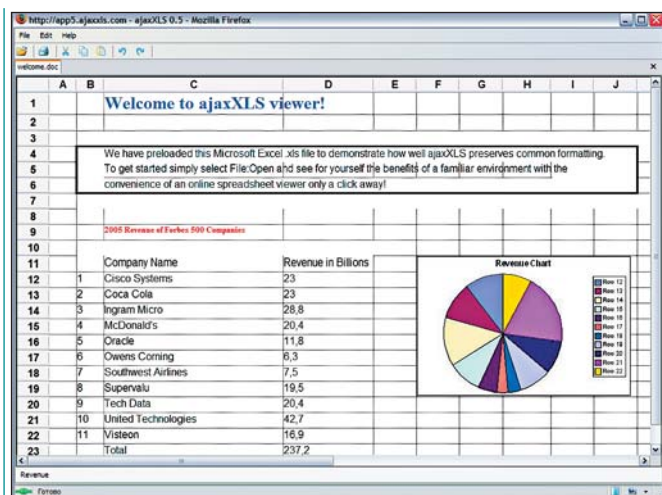 http://app5.ajaxxls.com - ajaxXLS 0.5 - Mozilla Firefox
File Edit Help
welcome.doc
A B C D E F G H I J
1 Welcome to ajaxXLS viewer!
2
3
4 We have preloaded this Microsoft Excel .xls file to demonstrate how well ajaxXLS preserves common formatting.
5 To get started simply select File:Open and see for yourself the benefits of a familiar environment with the
6 convenience of an online spreadsheet viewer only a click away!
7
8
9 2005 Revenue of Forbes 500 Companies
10
11 Company Name Revenue in Billions
12 1 Cisco Systems 23
13 2 Coca Cola 23
14 3 Ingram Micro 28,8
15 4 McDonald's 20,4
16 5 Oracle 11,8
17 6 Owens Corning 6,3
18 7 Southwest Airlines 7,5
19 8 Supervalu 19,5
20 9 Tech Data 20,4
21 10 United Technologies 42,7
22 11 Visteon 16,9
23 Total 237,2
Revenue Chart
Row 12
Row 13
Row 14
Row 15
Row 16
Row 17
Row 18
Row 19
Row 20
Row 21
Row 22
Revenue
Готово